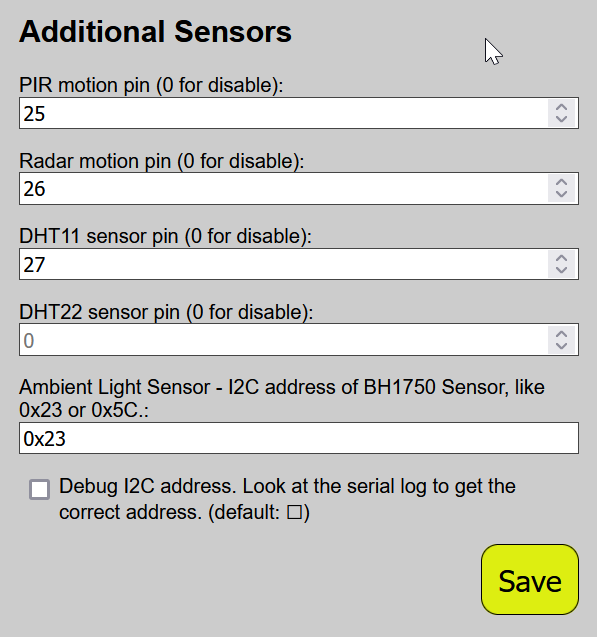 Additional Sensors
PIR motion pin (0 for disable):
25
Radar motion pin (0 for disable):
26
DHT11 sensor pin (0 for disable):
27
DHT22 sensor pin (0 for disable):
0
Ambient Light Sensor - I2C address of BH1750 Sensor, like
0x23 or 0x5C.:
0x23
Debug I2C address. Look at the serial log to get the
correct address. (default: ☐)
Save